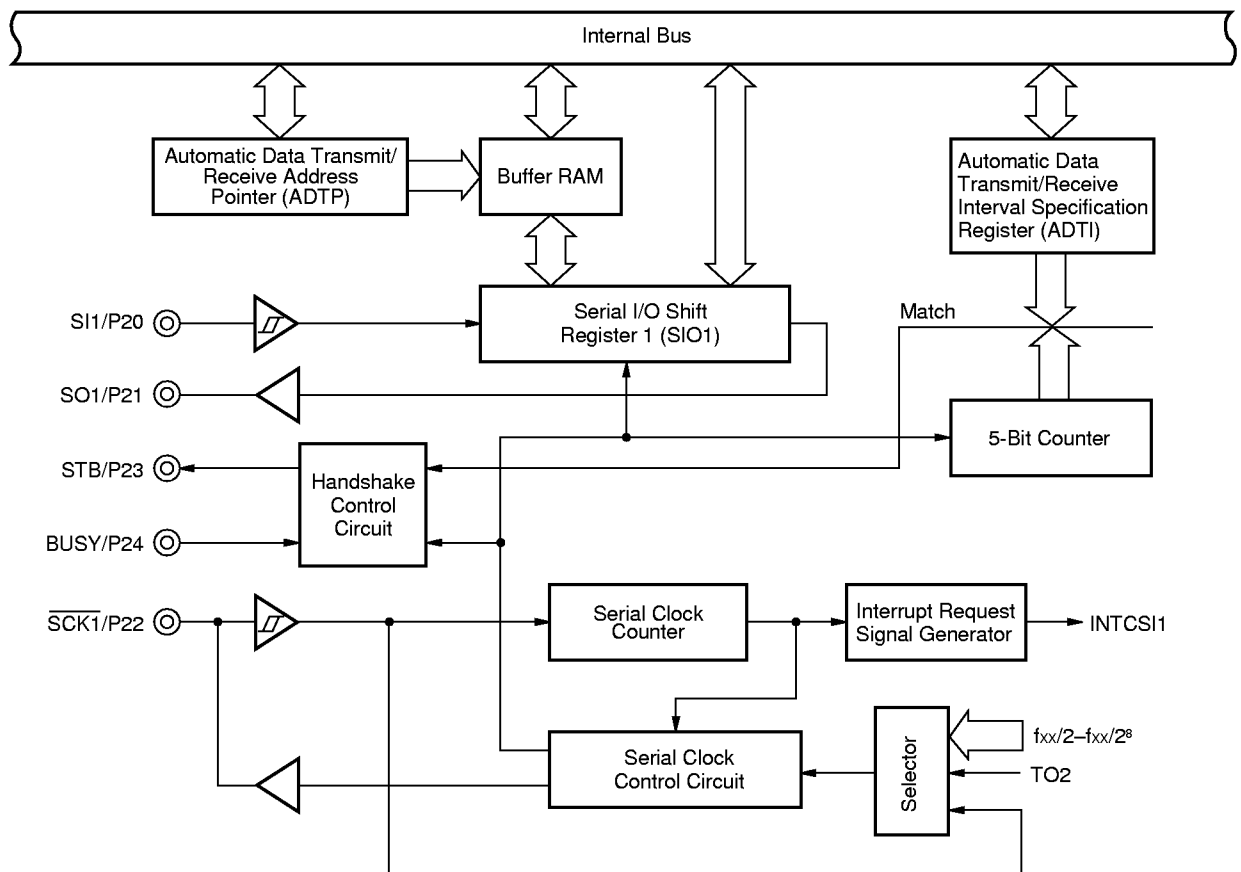 Internal Bus
Automatic Data Transmit/
Receive Address
Pointer (ADTP)
Buffer RAM
Automatic Data
Transmit/Receive
Interval Specification
Register (ADTI)
SI1/P20
Serial I/O Shift
Register 1 (SIO1)
Match
SO1/P21
5-Bit Counter
STB/P23
Handshake
Control
Circuit
BUSY/P24
SCK1/P22
Serial Clock
Counter
Interrupt Request
Signal Generator
INTCSI1
Serial Clock
Control Circuit
Selector
fxx/2–fxx/2⁸
TO2